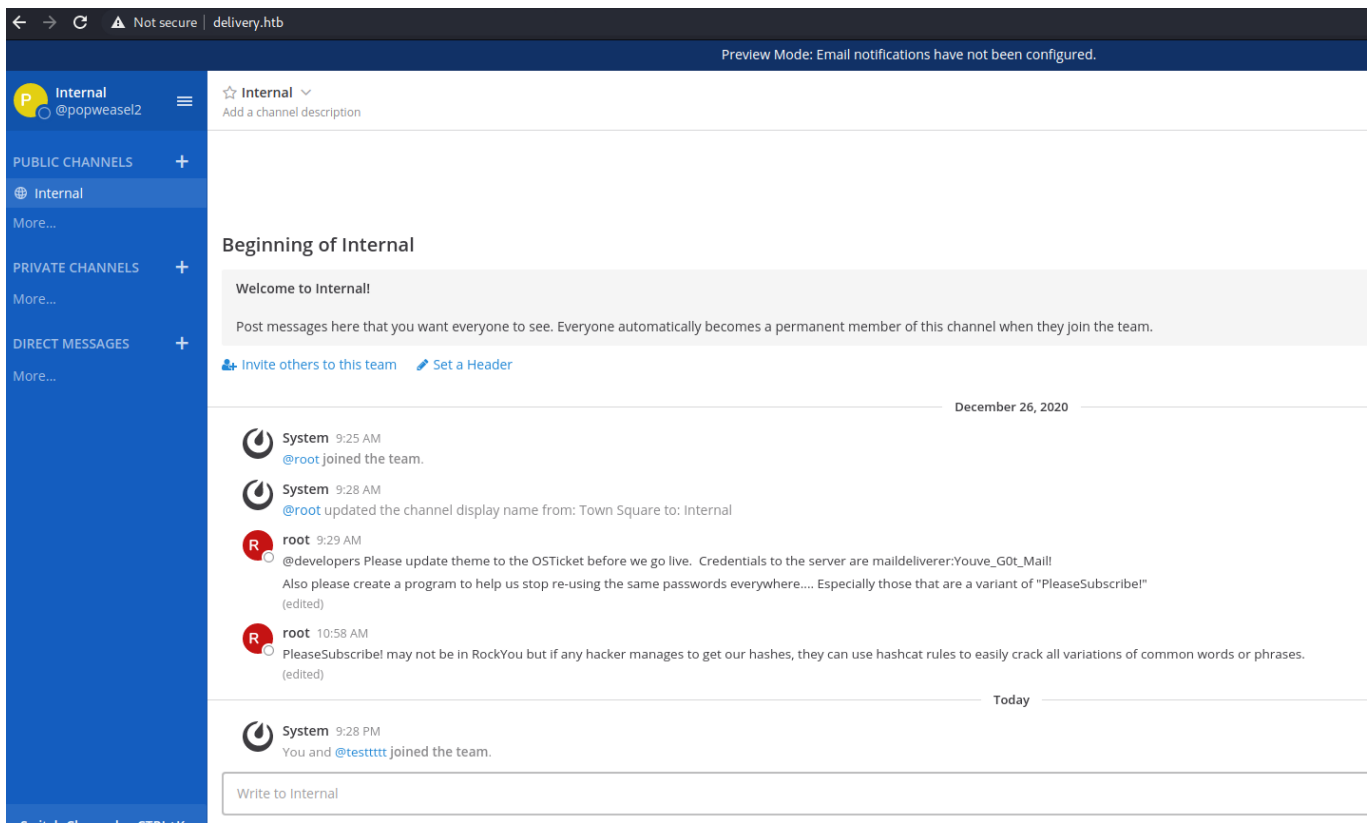 Not secure | delivery.htb
Preview Mode: Email notifications have not been configured.
P
Internal
@popweasel2
PUBLIC CHANNELS +
Internal
More...
PRIVATE CHANNELS +
More...
DIRECT MESSAGES +
More...
Internal
Add a channel description
Beginning of Internal
Welcome to Internal!
Post messages here that you want everyone to see. Everyone automatically becomes a permanent member of this channel when they join the team.
Invite others to this team Set a Header
December 26, 2020
System 9:25 AM
@root joined the team.
System 9:28 AM
@root updated the channel display name from: Town Square to: Internal
R
root 9:29 AM
@developers Please update theme to the OSTicket before we go live. Credentials to the server are maildeliverer:Youve_G0t_Mail!
Also please create a program to help us stop re-using the same passwords everywhere.... Especially those that are a variant of "PleaseSubscribe!"
(edited)
R
root 10:58 AM
PleaseSubscribe! may not be in RockYou but if any hacker manages to get our hashes, they can use hashcat rules to easily crack all variations of common words or phrases.
(edited)
Today
System 9:28 PM
You and @testtttt joined the team.
Write to Internal